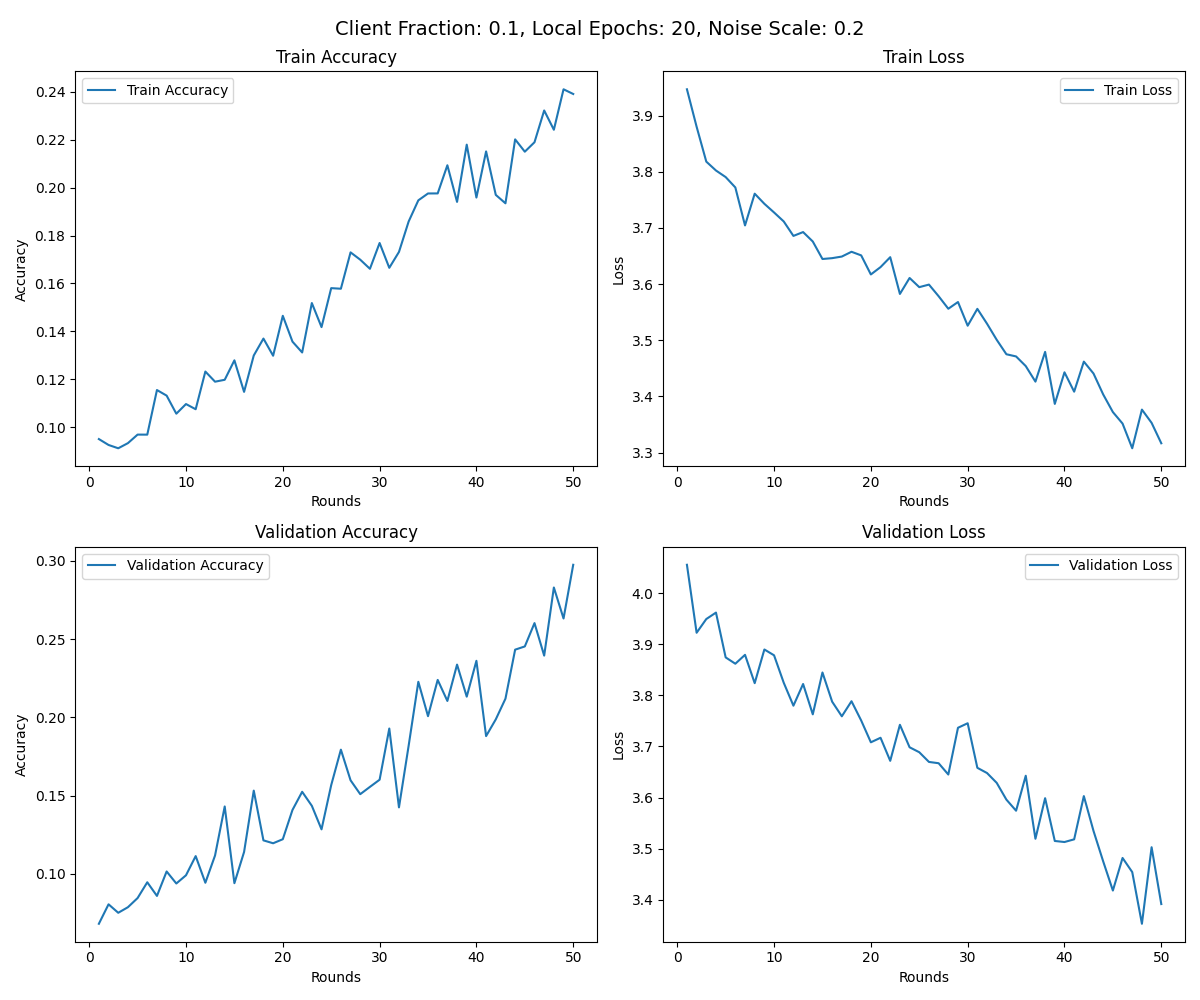 Client Fraction: 0.1, Local Epochs: 20, Noise Scale: 0.2
Train Accuracy
Train Accuracy
0.24
0.22
0.20
0.18
0.16
0.14
0.12
0.10
Accuracy
0 10 20 30 40 50
Rounds
Train Loss
Train Loss
3.9
3.8
3.7
3.6
3.5
3.4
3.3
Loss
0 10 20 30 40 50
Rounds
Validation Accuracy
Validation Accuracy
0.30
0.25
0.20
0.15
0.10
Accuracy
0 10 20 30 40 50
Rounds
Validation Loss
Validation Loss
4.0
3.9
3.8
3.7
3.6
3.5
3.4
Loss
0 10 20 30 40 50
Rounds